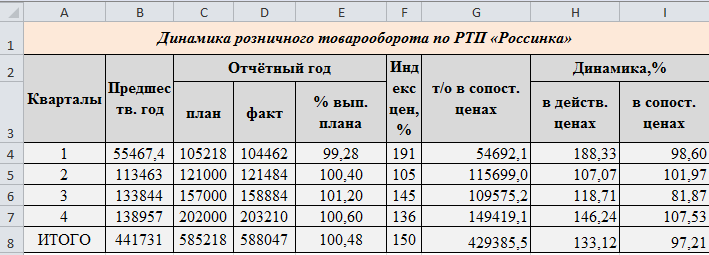 A B C D E F G H I
1 Динамика розничного товарооборота по РТП «Россинка»
2 Кварталы Предшес тв. год Отчётный год Инд екс цен, % т/о в сопост. ценах Динамика,%
3 план факт % вып. плана в действ. ценах в сопост. ценах
4 1 55467,4 105218 104462 99,28 191 54692,1 188,33 98,60
5 2 113463 121000 121484 100,40 105 115699,0 107,07 101,97
6 3 133844 157000 158884 101,20 145 109575,2 118,71 81,87
7 4 138957 202000 203210 100,60 136 149419,1 146,24 107,53
8 ИТОГО 441731 585218 588047 100,48 150 429385,5 133,12 97,21